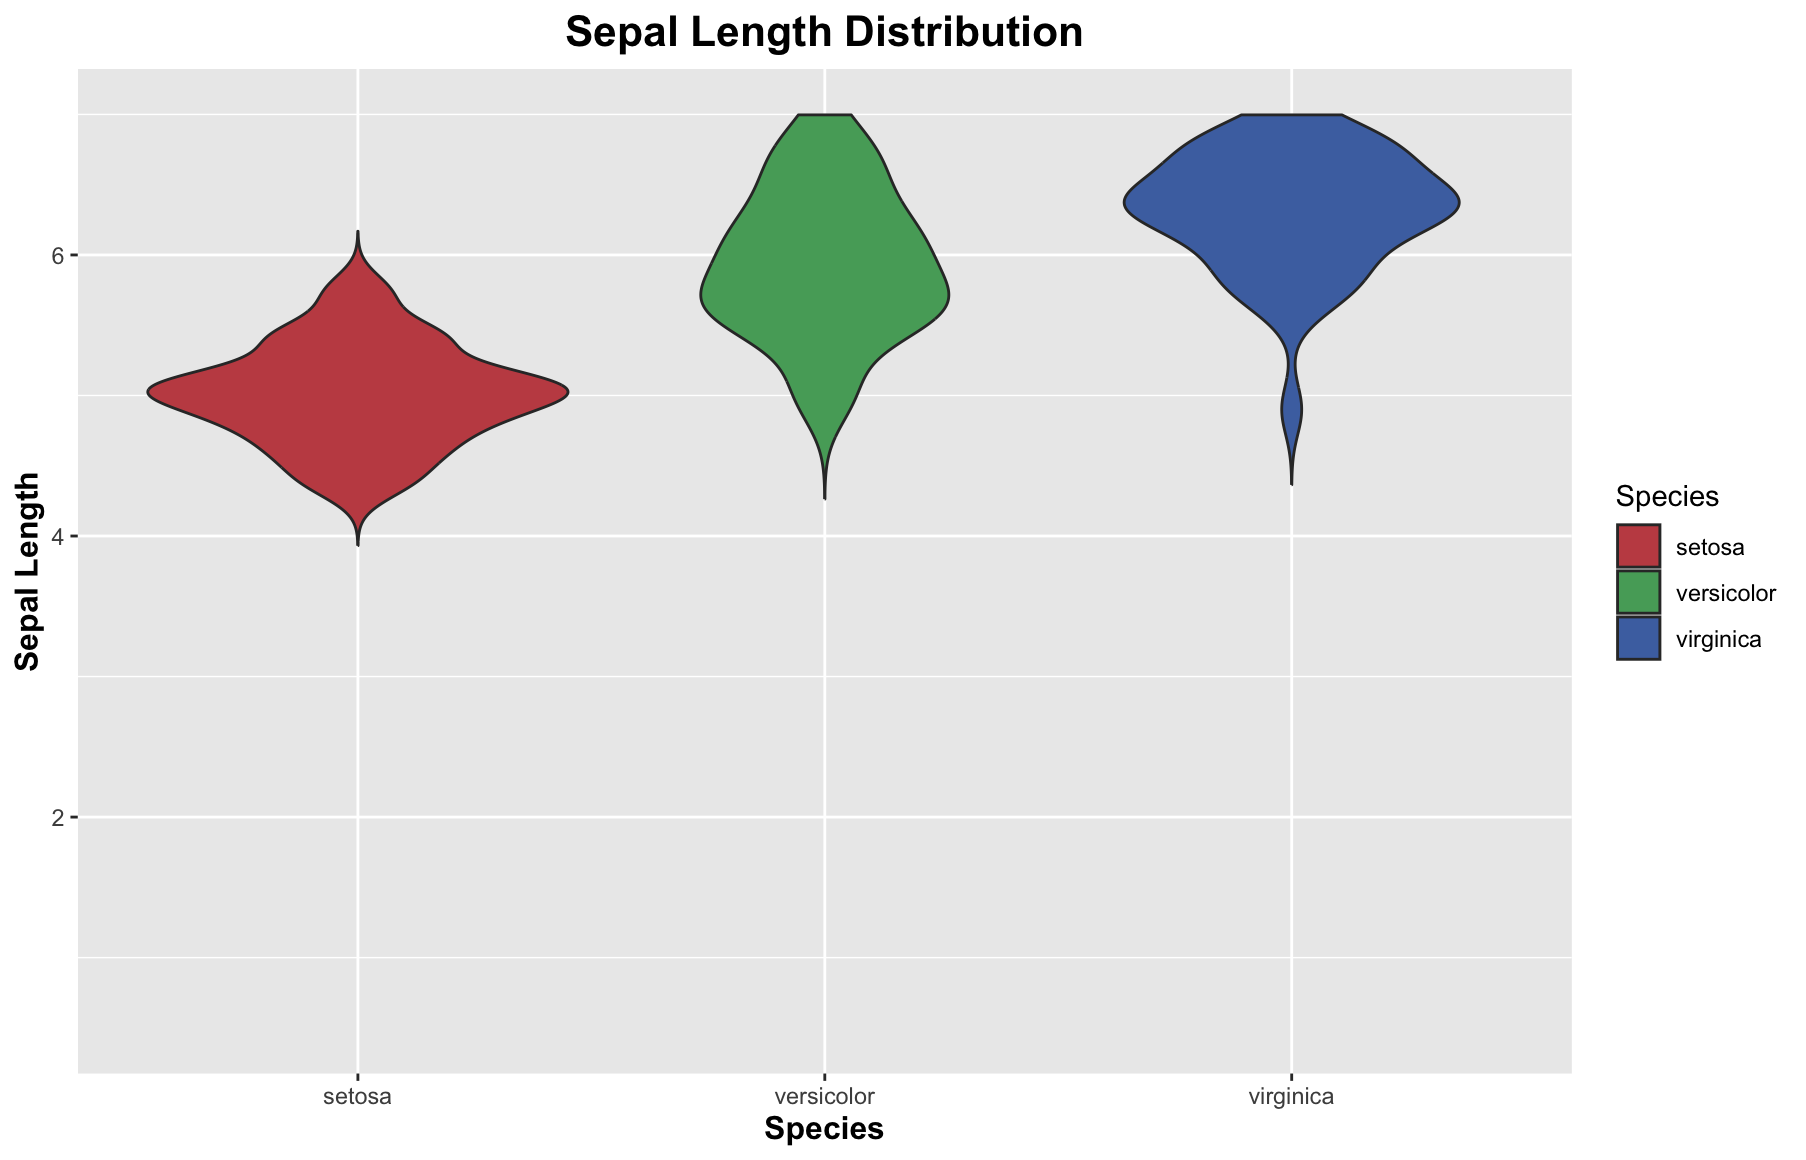 Sepal Length Distribution
Sepal Length
6
4
2
setosa
versicolor
virginica
Species
Species
setosa
versicolor
virginica